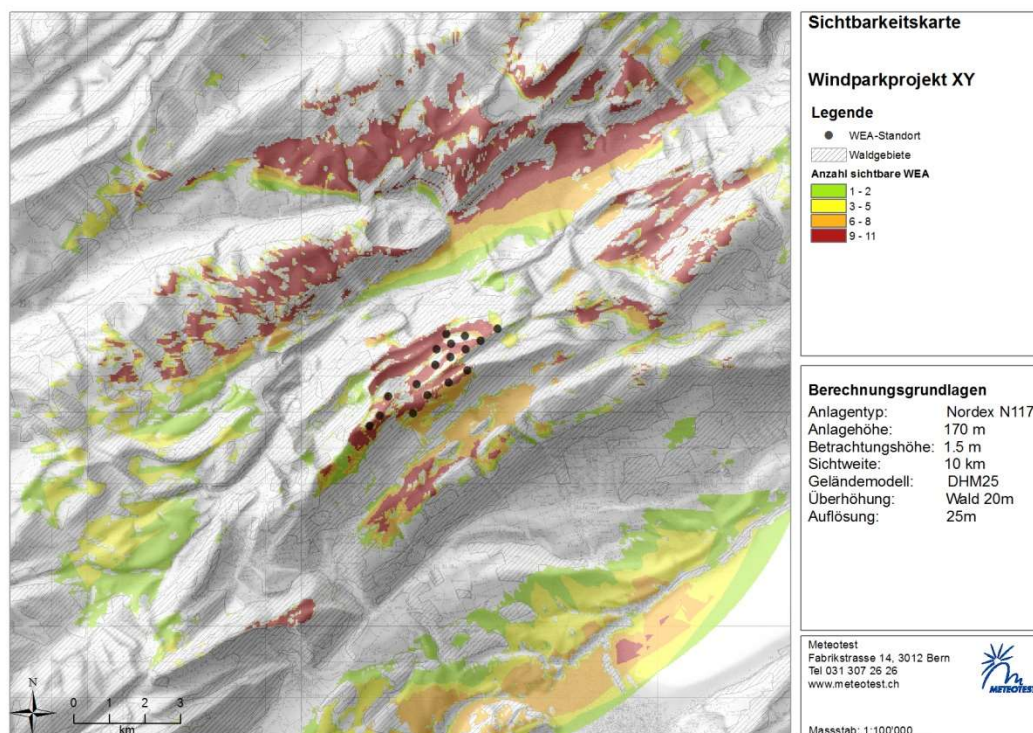 Sichtbarkeitskarte
Windparkprojekt XY
Legende
WEA-Standort
Waldgebiete
Anzahl sichtbare WEA
1 - 2
3 - 5
6 - 8
9 - 11
Berechnungsgrundlagen
Anlagentyp: Nordex N117
Anlagehöhe: 170 m
Betrachtungshöhe: 1.5 m
Sichtweite: 10 km
Geländemodell: DHM25
Überhöhung: Wald 20m
Auflösung: 25m
Meteotest
Fabrikstrasse 14, 3012 Bern
Tel 031 307 26 26
www.meteotest.ch
METEOTEST
Massstab: 1:100'000
N
0 1 2 3
km